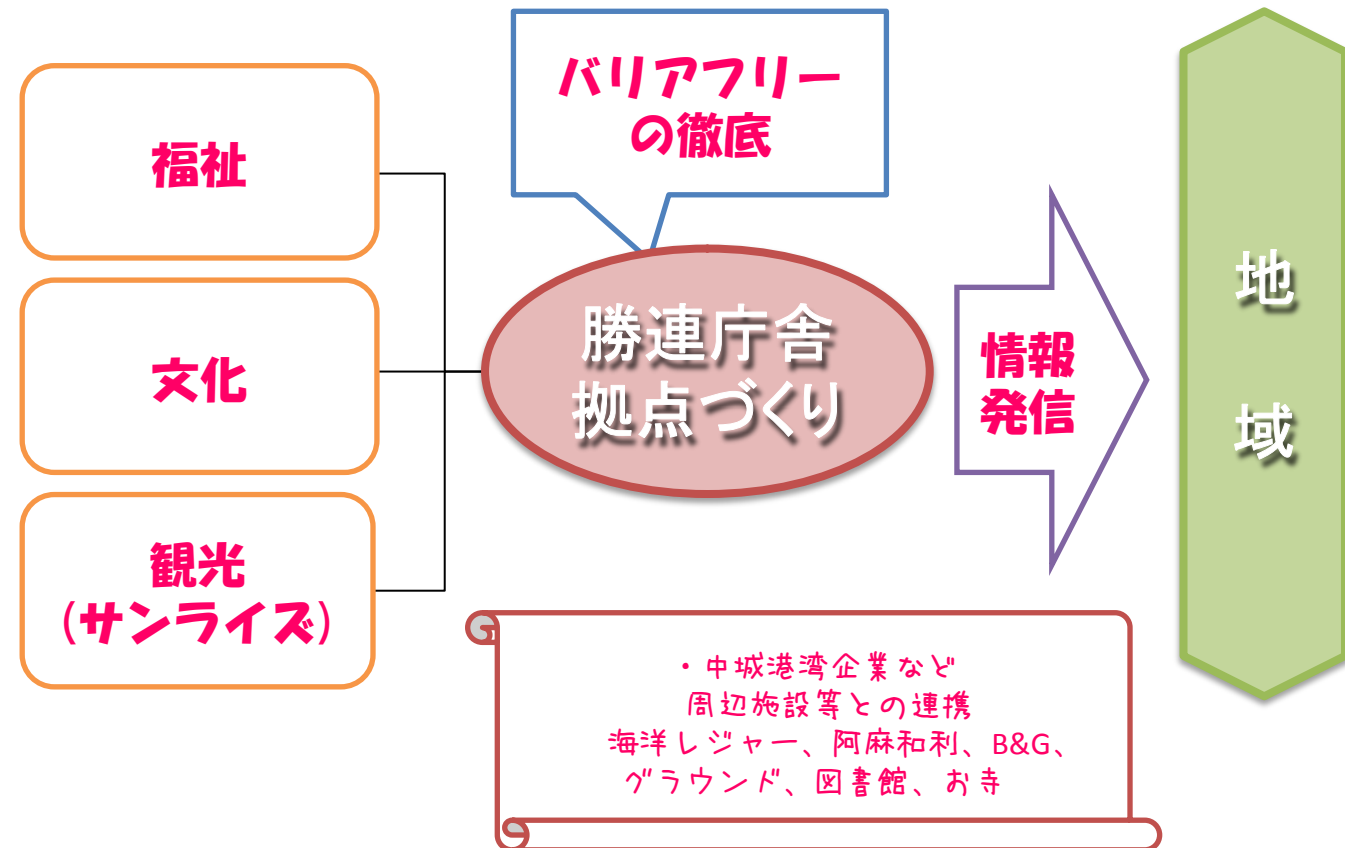 福祉
文化
観光
(サンライズ)
バリアフリー
の徹底
勝連庁舎
拠点づくり
情報
発信
地
域
・中城港湾企業など
周辺施設等との連携
海洋レジャー、阿麻和利、B&G、
グラウンド、図書館、お寺